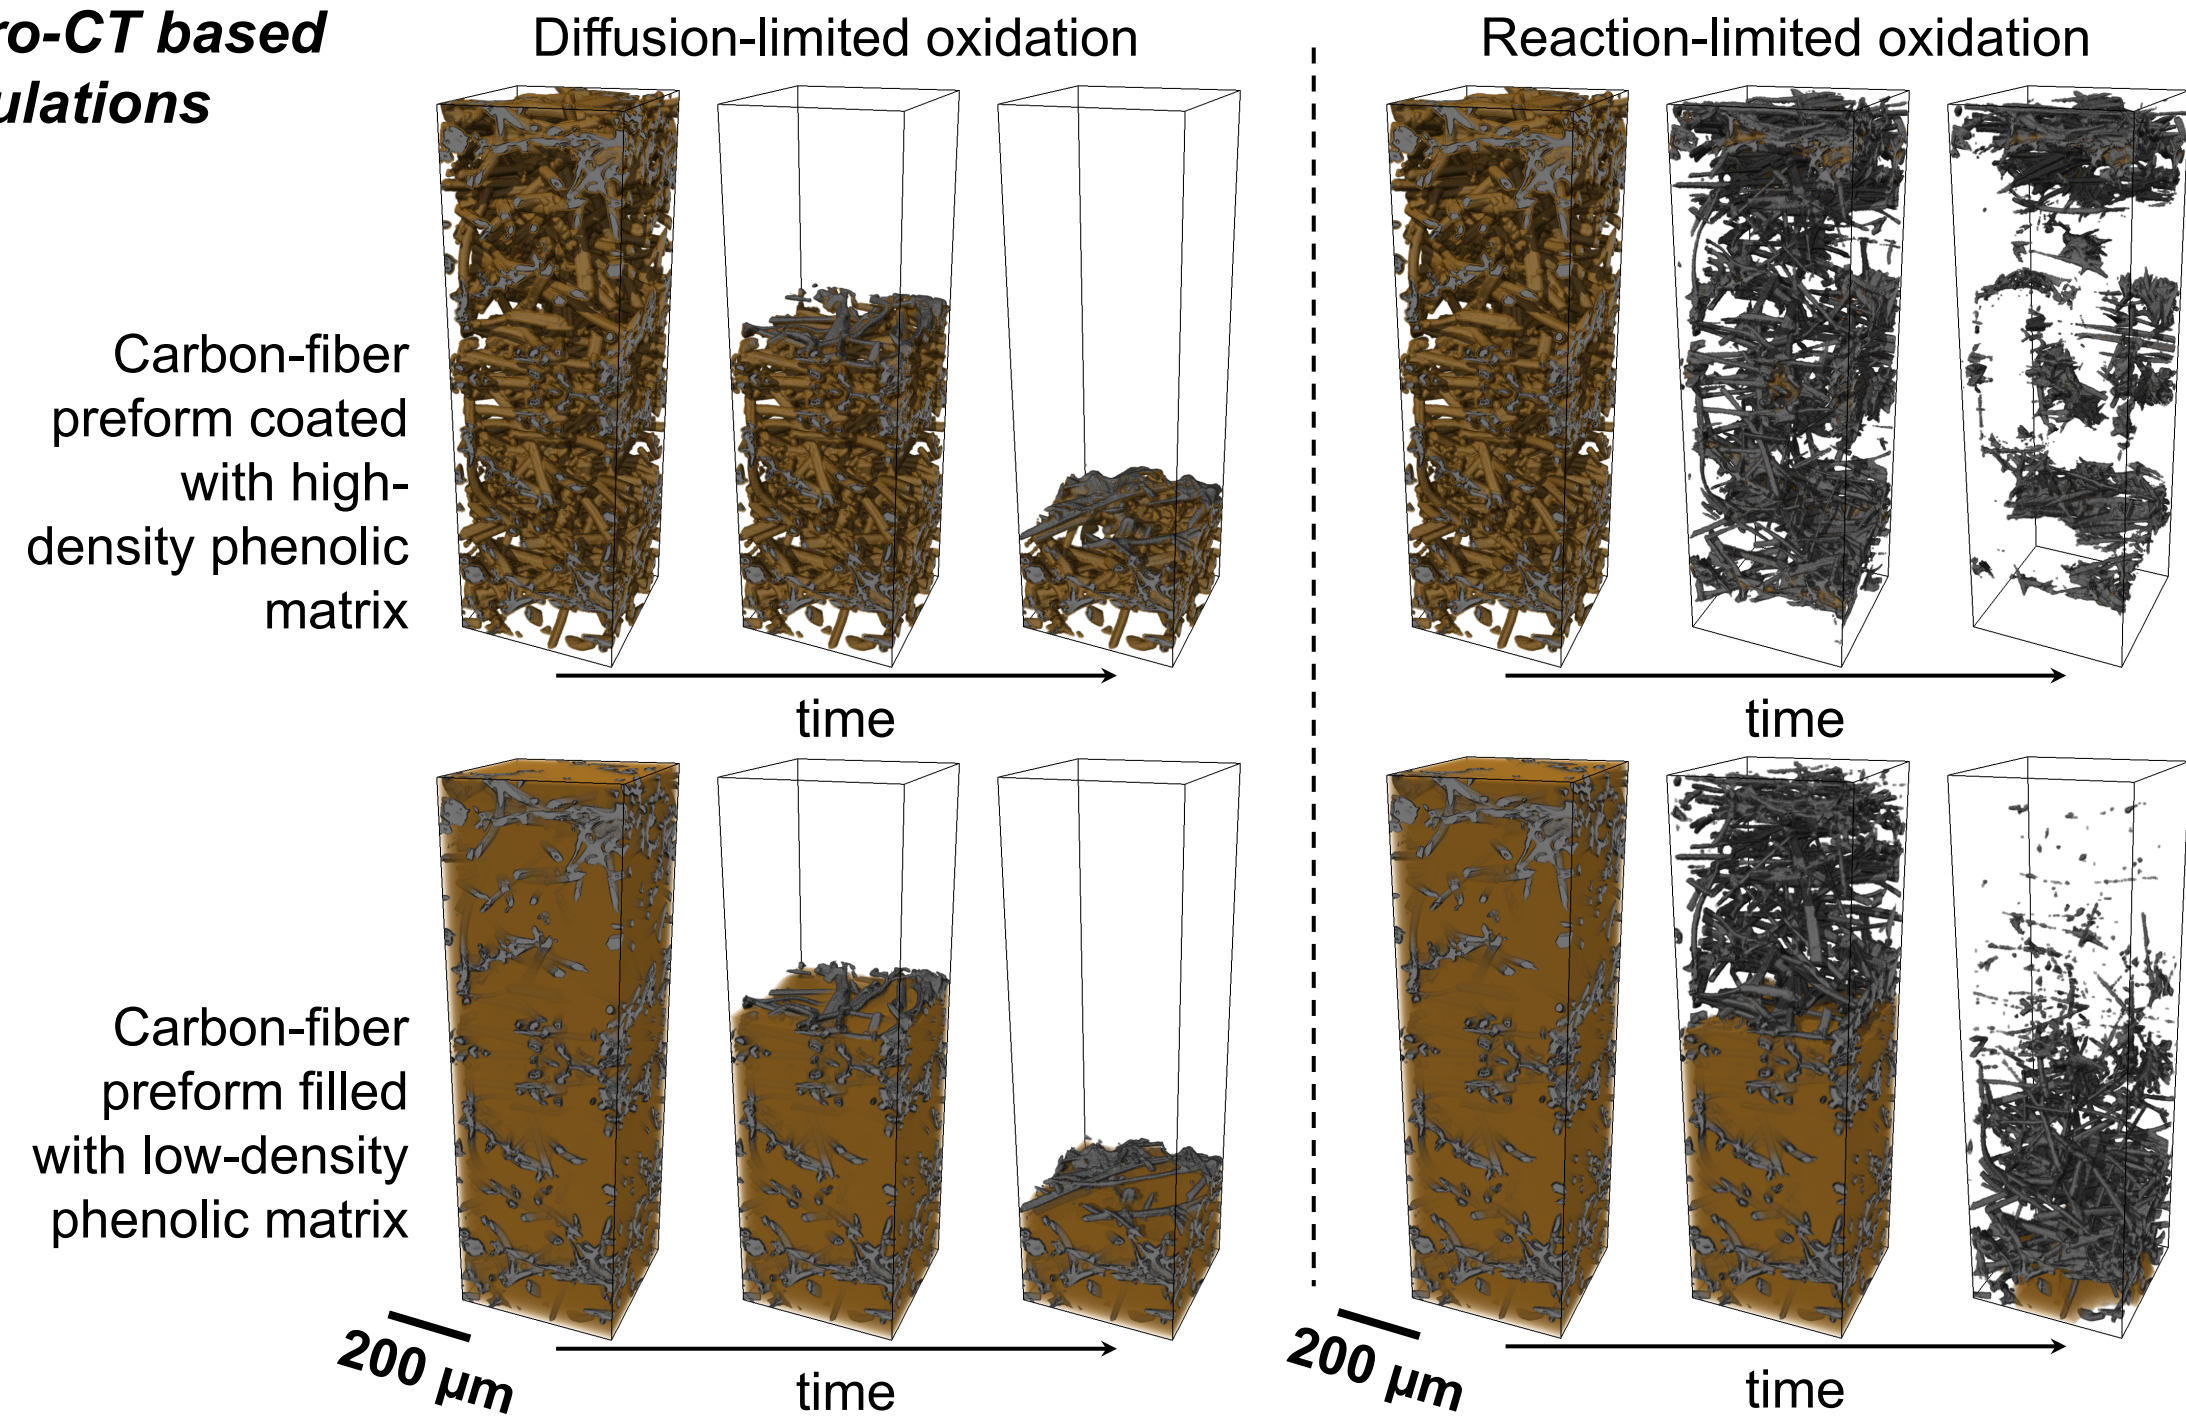 ro-CT based
ulations
Diffusion-limited oxidation
Reaction-limited oxidation
Carbon-fiber
preform coated
with high-
density phenolic
matrix
time
time
Carbon-fiber
preform filled
with low-density
phenolic matrix
200 μm
time
200 μm
time